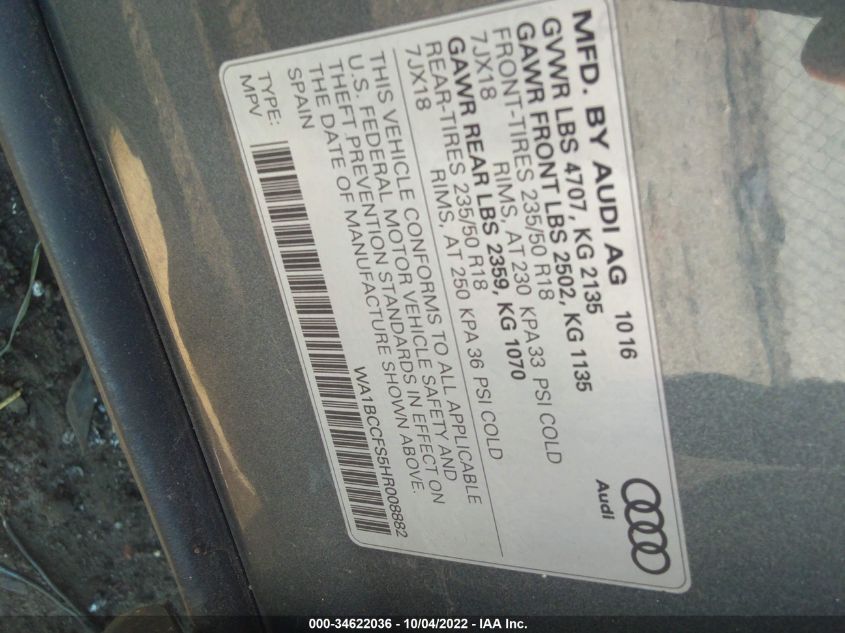 MFD. BY AUDI AG 1016
GVWR LBS 4707, KG 2135
GAWR FRONT LBS 2502, KG 1135
FRONT-TIRES 235/50 R18
7JX18 RIMS, AT 230 KPA 33 PSI COLD
GAWR REAR LBS 2359, KG 1070
REAR-TIRES 235/50 R18
7JX18 RIMS, AT 250 KPA 36 PSI COLD
THIS VEHICLE CONFORMS TO ALL APPLICABLE
U.S. FEDERAL MOTOR VEHICLE SAFETY AND
THEFT PREVENTION STANDARDS IN EFFECT ON
THE DATE OF MANUFACTURE SHOWN ABOVE.
SPAIN WA1BCCFS5HR008882
TYPE:
MPV
Audi
000-34622036 - 10/04/2022 - IAA Inc.